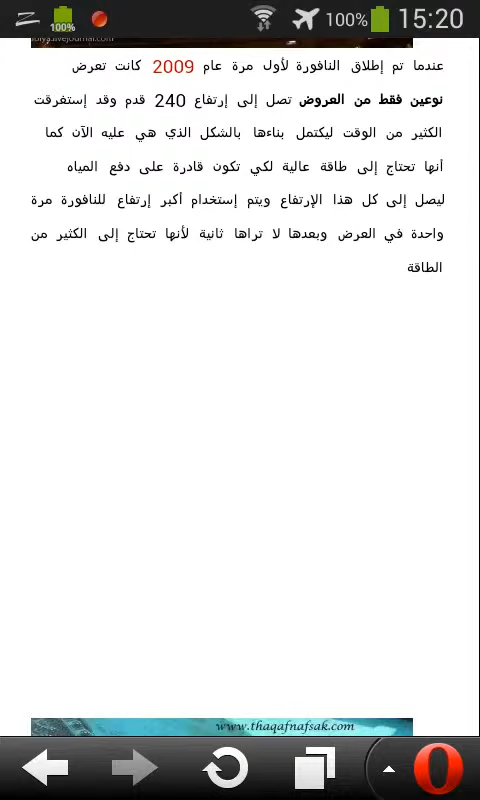 100%
100%
15:20
عندما تم إطلاق النافورة لأول مرة عام 2009 كانت تعرض
نوعين فقط من العروض تصل إلى إرتفاع 240 قدم وقد إستغرقت
الكثير من الوقت ليكتمل بناءها بالشكل الذي هي عليه الآن كما
أنها تحتاج إلى طاقة عالية لكي تكون قادرة على دفع المياه
ليصل إلى كل هذا الإرتفاع ويتم إستخدام أكبر إرتفاع للنافورة مرة
واحدة في العرض وبعدها لا تراها ثانية لأنها تحتاج إلى الكثير من
الطاقة
www.thaqafnafsak.com